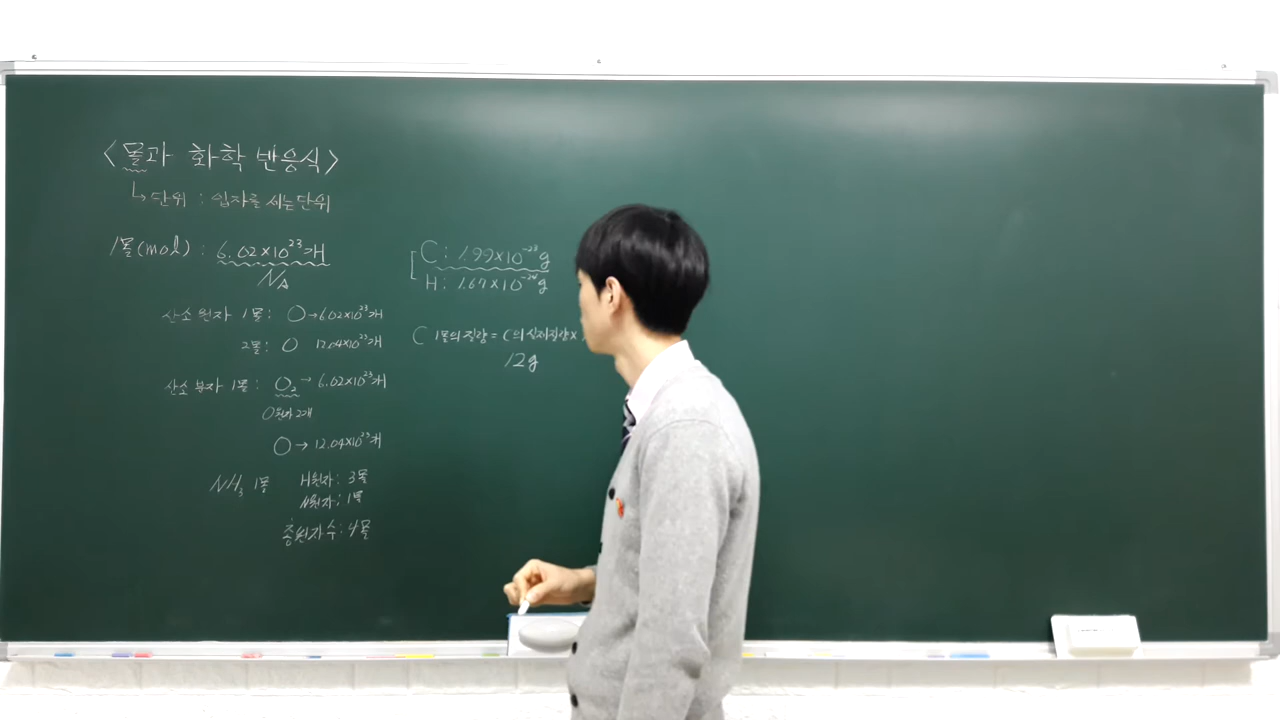 <몰과 화학 반응식>
↳단위 : 입자를 세는단위
1몰(mol) : 6.02×10²³개
N_A
산소 원자 1몰: O→6.02×10²³개
2몰: O 12.04×10²³개
산소 분자 1몰: O₂→6.02×10²³개
O원자 2개
O→12.04×10²³개
NH₃ 1몽 H원자: 3몰
N원자: 1몰
총원자 수: 4몰
C: 1.99×10⁻²³g
H: 1.67×10⁻²⁴g
C 1몰의 질량 = C의 실제질량×
12g